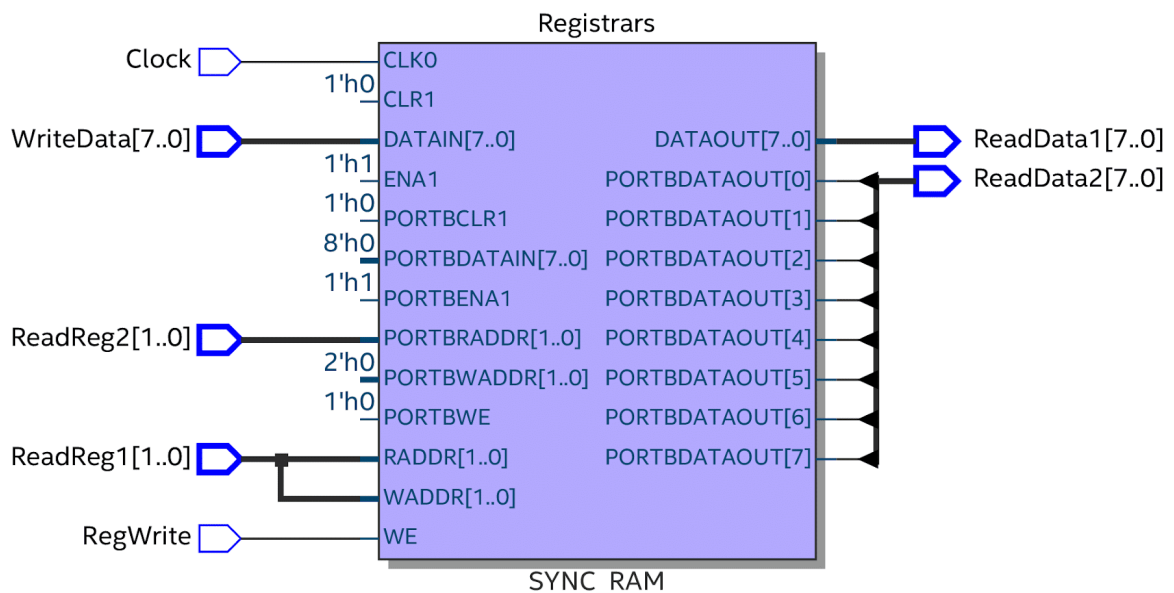 Registrars
Clock
CLK0
1'h0
CLR1
WriteData[7..0]
DATAIN[7..0]
DATAOUT[7..0]
ReadData1[7..0]
1'h1
ENA1
PORTBDATAOUT[0]
ReadData2[7..0]
1'h0
PORTBCLR1
PORTBDATAOUT[1]
8'h0
PORTBDATAIN[7..0]
PORTBDATAOUT[2]
1'h1
PORTBENA1
PORTBDATAOUT[3]
ReadReg2[1..0]
PORTBRADDR[1..0]
PORTBDATAOUT[4]
2'h0
PORTBWADDR[1..0]
PORTBDATAOUT[5]
1'h0
PORTBWE
PORTBDATAOUT[6]
ReadReg1[1..0]
RADDR[1..0]
PORTBDATAOUT[7]
WADDR[1..0]
RegWrite
WE
SYNC RAM